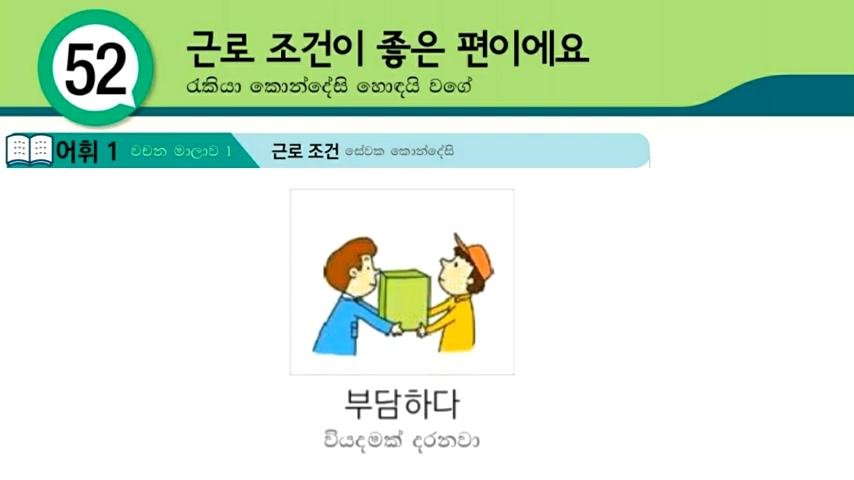 52
근로 조건이 좋은 편이에요
රැකියා කොන්දේසි හොඳයි වගේ
어휘 1 වචන මාලාව 1 근로 조건 සේවක කොන්දේසි
부담하다
වියදමක් දරනවා